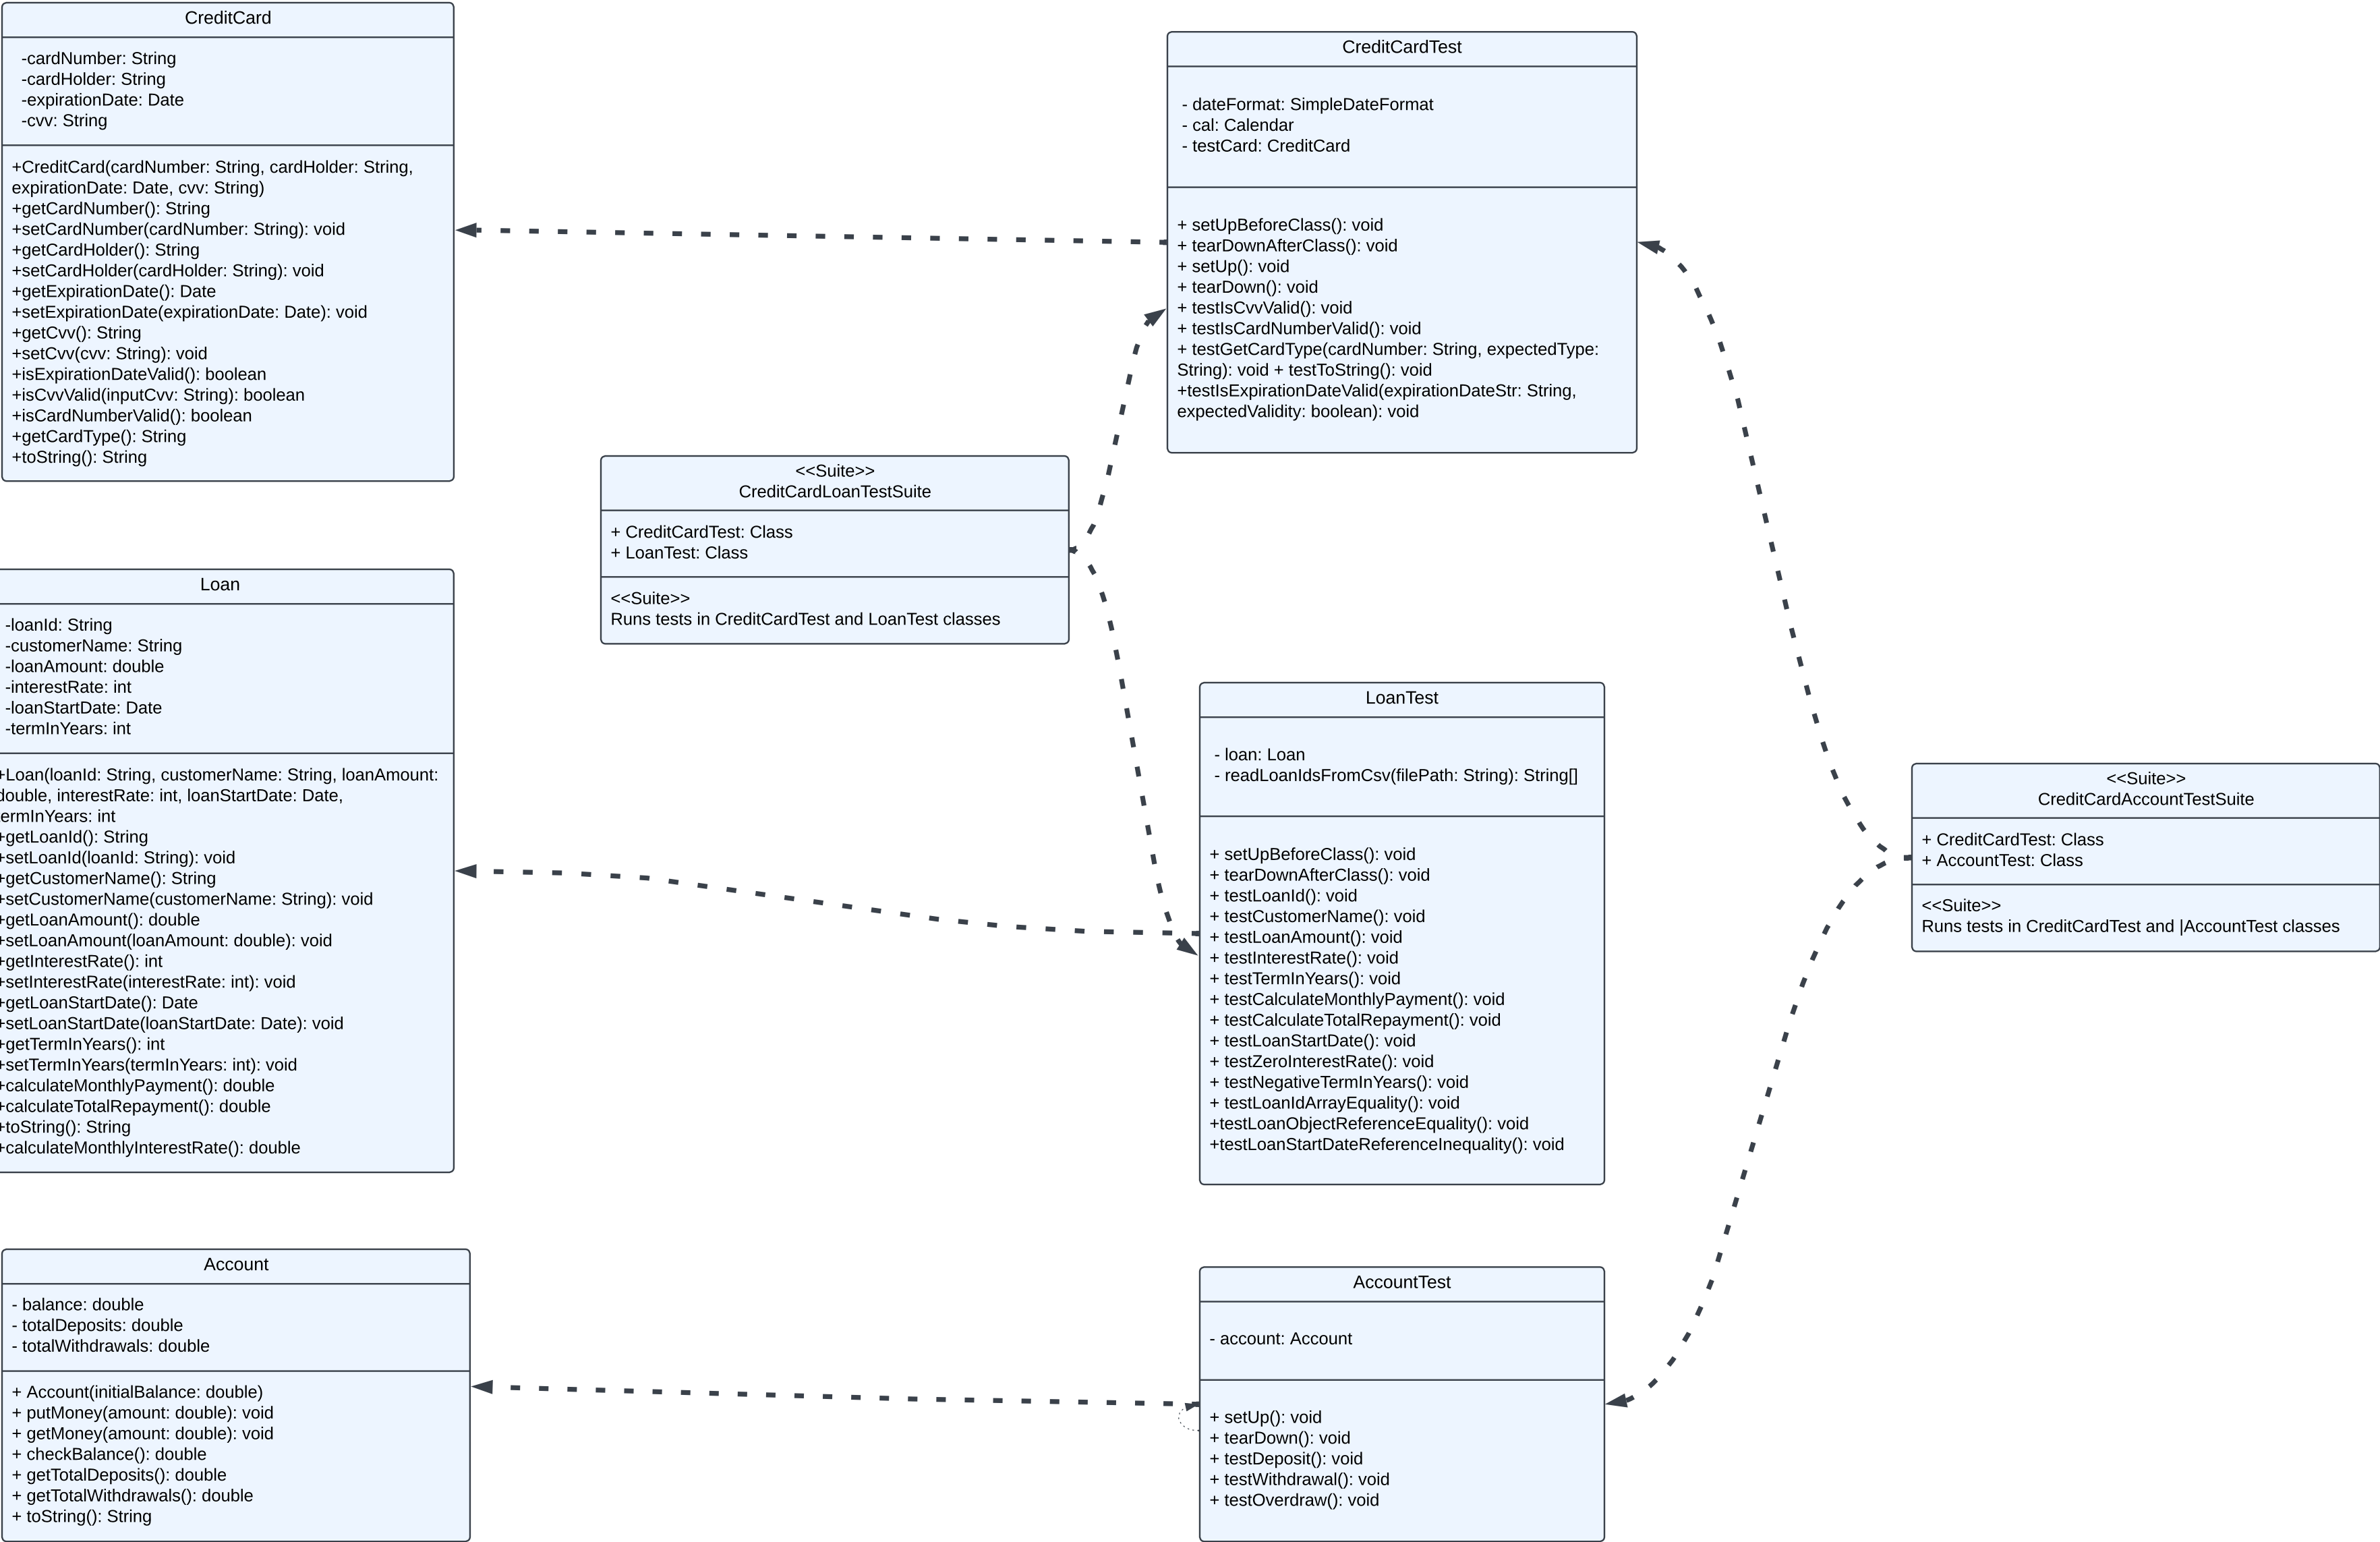 CreditCard
-cardNumber: String
-cardHolder: String
-expirationDate: Date
-cvv: String
+CreditCard(cardNumber: String, cardHolder: String,
expirationDate: Date, cvv: String)
+getCardNumber(): String
+setCardNumber(cardNumber: String): void
+getCardHolder(): String
+setCardHolder(cardHolder: String): void
+getExpirationDate(): Date
+setExpirationDate(expirationDate: Date): void
+getCvv(): String
+setCvv(cvv: String): void
+isExpirationDateValid(): boolean
+isCvvValid(inputCvv: String): boolean
+isCardNumberValid(): boolean
+getCardType(): String
+toString(): String
CreditCardTest
- dateFormat: SimpleDateFormat
- cal: Calendar
- testCard: CreditCard
+ setUpBeforeClass(): void
+ tearDownAfterClass(): void
+ setUp(): void
+ tearDown(): void
+ testIsCvvValid(): void
+ testIsCardNumberValid(): void
+ testGetCardType(cardNumber: String, expectedType:
String): void + testToString(): void
+testIsExpirationDateValid(expirationDateStr: String,
expectedValidity: boolean): void
<<Suite>>
CreditCardLoanTestSuite
+ CreditCardTest: Class
+ LoanTest: Class
<<Suite>>
Runs tests in CreditCardTest and LoanTest classes
Loan
-loanId: String
-customerName: String
-loanAmount: double
-interestRate: int
-loanStartDate: Date
-termInYears: int
+Loan(loanId: String, customerName: String, loanAmount:
double, interestRate: int, loanStartDate: Date,
termInYears: int
+getLoanId(): String
+setLoanId(loanId: String): void
+getCustomerName(): String
+setCustomerName(customerName: String): void
+getLoanAmount(): double
+setLoanAmount(loanAmount: double): void
+getInterestRate(): int
+setInterestRate(interestRate: int): void
+getLoanStartDate(): Date
+setLoanStartDate(loanStartDate: Date): void
+getTermInYears(): int
+setTermInYears(termInYears: int): void
+calculateMonthlyPayment(): double
+calculateTotalRepayment(): double
+toString(): String
+calculateMonthlyInterestRate(): double
LoanTest
- loan: Loan
- readLoanIdsFromCsv(filePath: String): String[]
+ setUpBeforeClass(): void
+ tearDownAfterClass(): void
+ testLoanId(): void
+ testCustomerName(): void
+ testLoanAmount(): void
+ testInterestRate(): void
+ testTermInYears(): void
+ testCalculateMonthlyPayment(): void
+ testCalculateTotalRepayment(): void
+ testLoanStartDate(): void
+ testZeroInterestRate(): void
+ testNegativeTermInYears(): void
+ testLoanIdArrayEquality(): void
+testLoanObjectReferenceEquality(): void
+testLoanStartDateReferenceInequality(): void
<<Suite>>
CreditCardAccountTestSuite
+ CreditCardTest: Class
+ AccountTest: Class
<<Suite>>
Runs tests in CreditCardTest and |AccountTest classes
Account
- balance: double
- totalDeposits: double
- totalWithdrawals: double
+ Account(initialBalance: double)
+ putMoney(amount: double): void
+ getMoney(amount: double): void
+ checkBalance(): double
+ getTotalDeposits(): double
+ getTotalWithdrawals(): double
+ toString(): String
AccountTest
- account: Account
+ setUp(): void
+ tearDown(): void
+ testDeposit(): void
+ testWithdrawal(): void
+ testOverdraw(): void